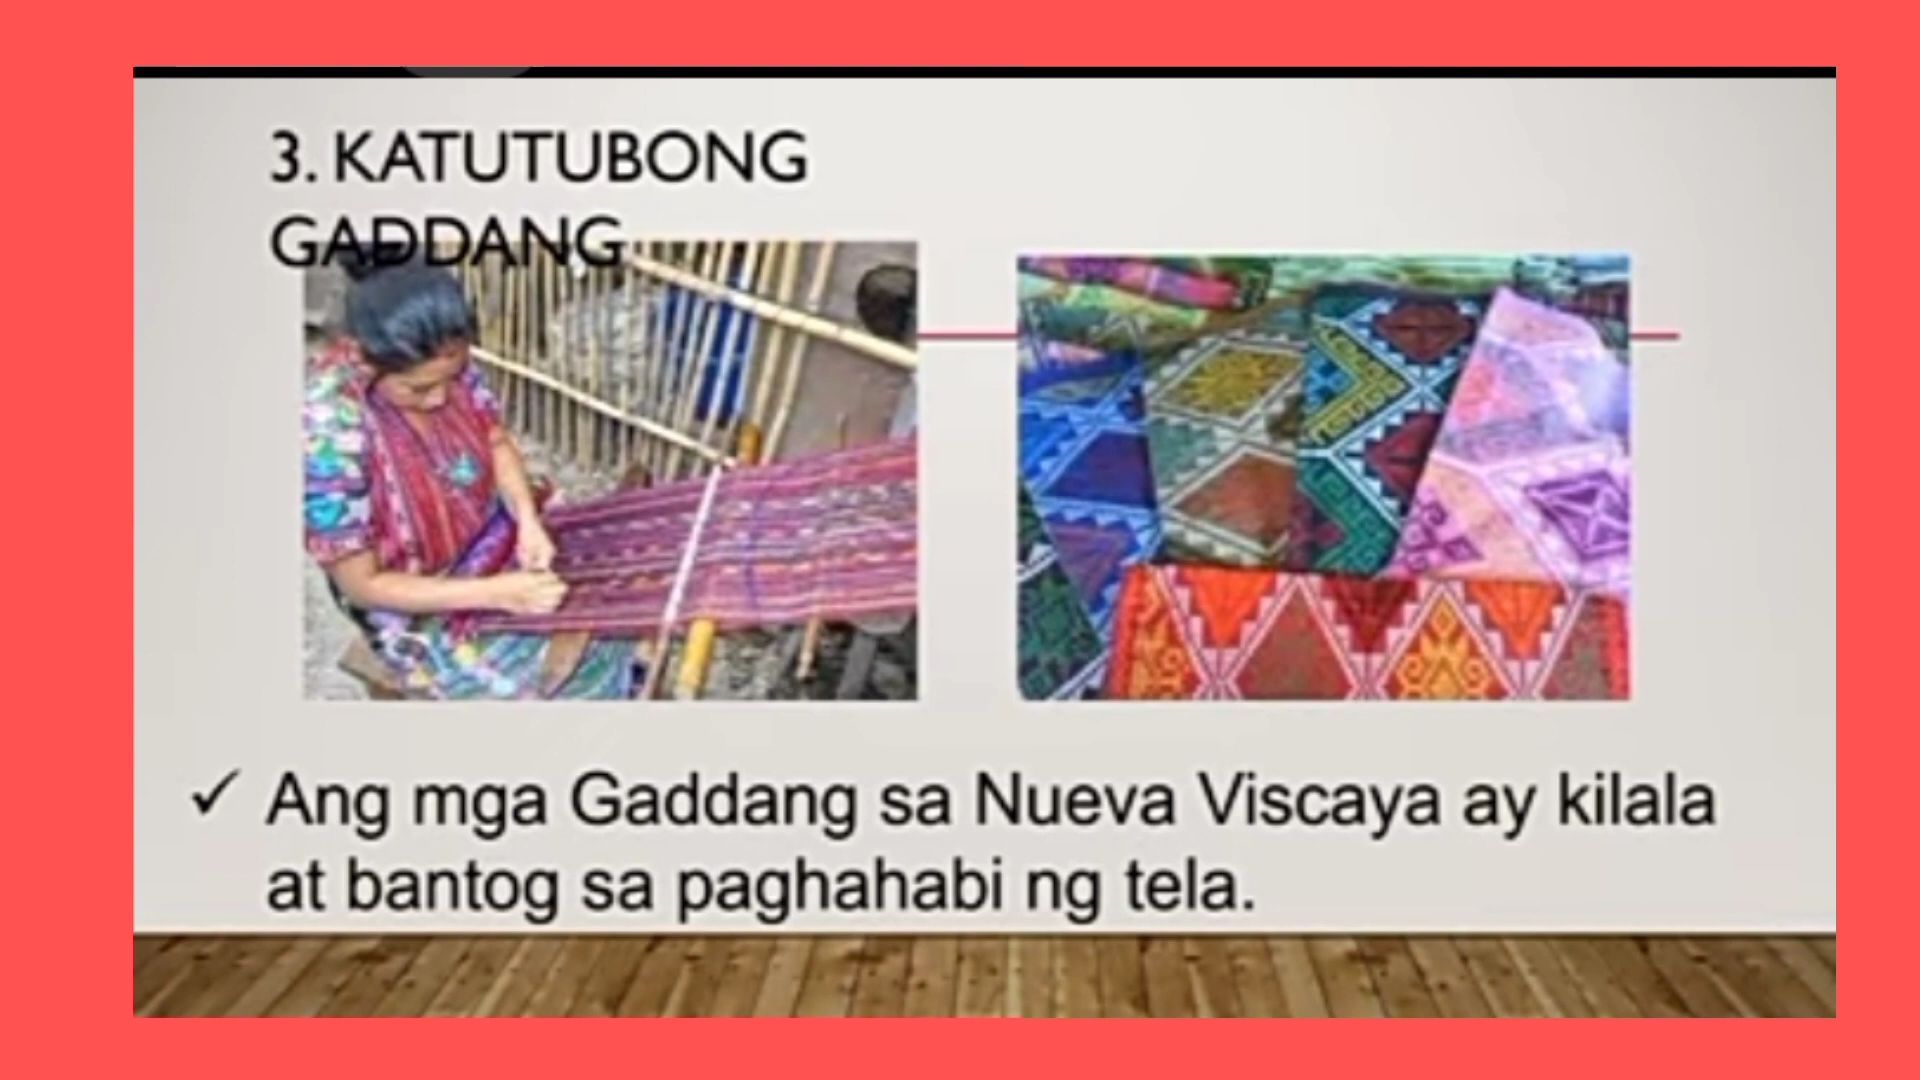 3. KATUTUBONG
GADDANG
✓ Ang mga Gaddang sa Nueva Viscaya ay kilala
at bantog sa paghahabi ng tela.